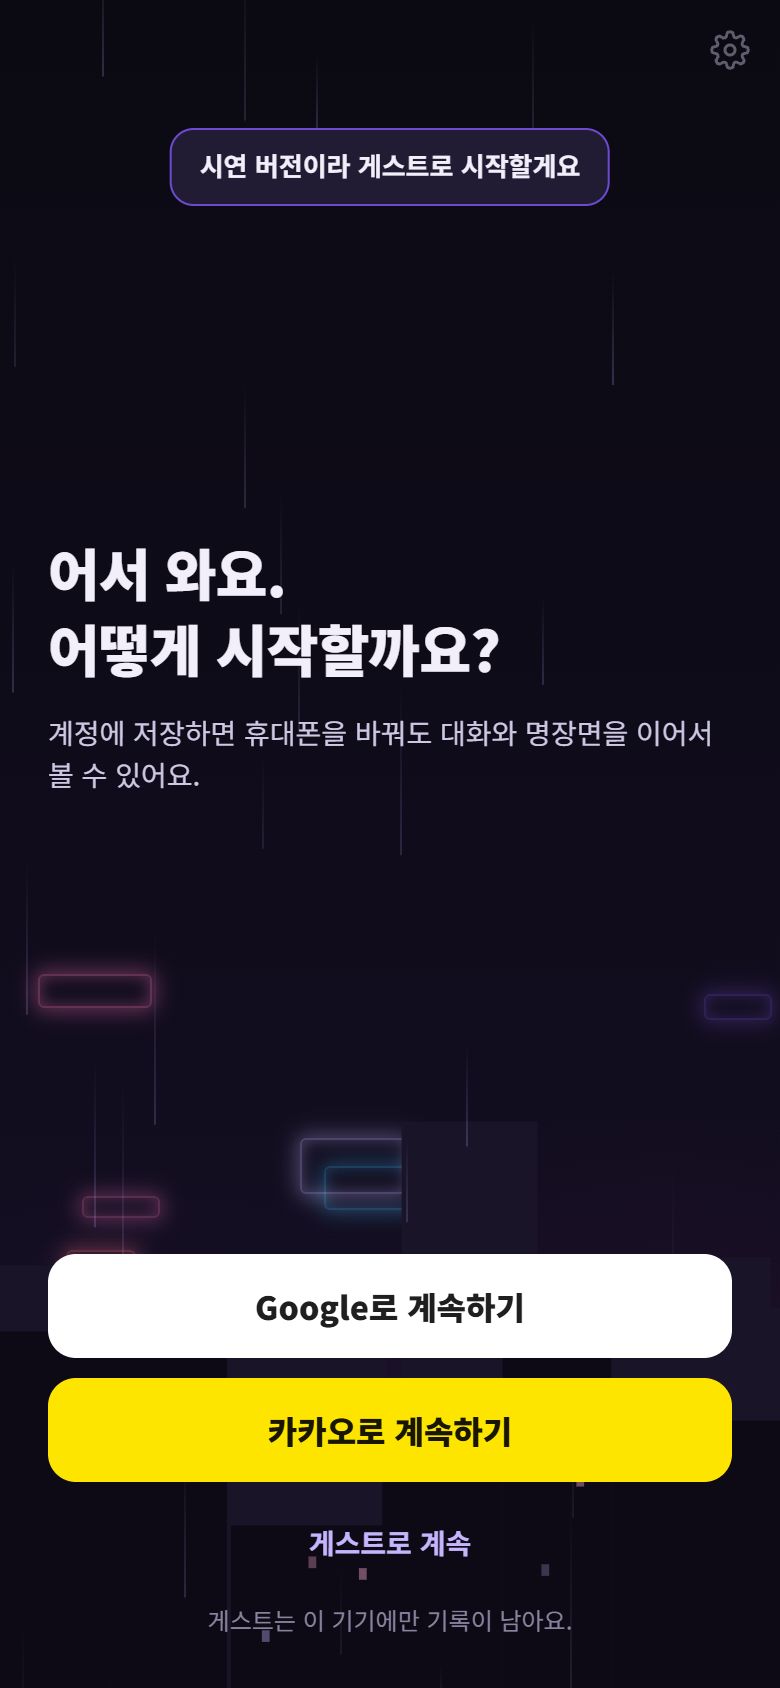 시연 버전이라 게스트로 시작할게요
어서 와요.
어떻게 시작할까요?
계정에 저장하면 휴대폰을 바꿔도 대화와 명장면을 이어서
볼 수 있어요.
Google로 계속하기
카카오로 계속하기
게스트로 계속
게스트는 이 기기에만 기록이 남아요.